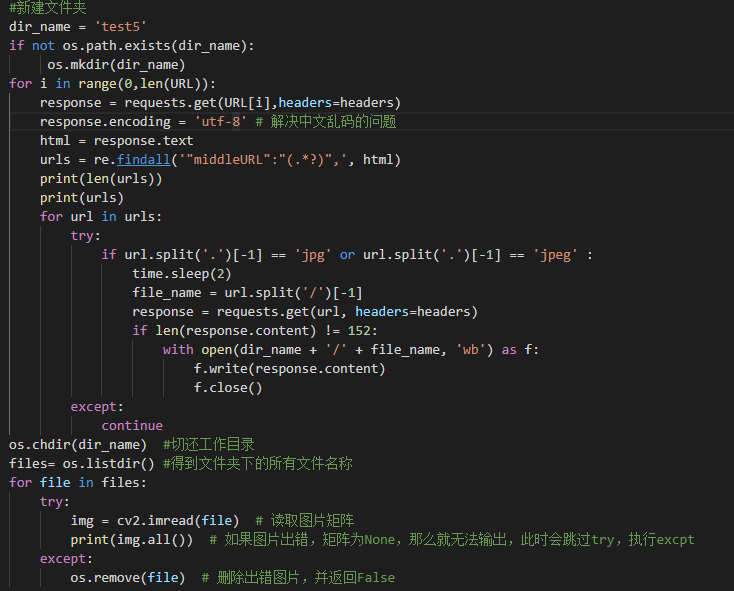 #新建文件夹
dir_name = 'test5'
if not os.path.exists(dir_name):
    os.mkdir(dir_name)
for i in range(0,len(URL)):
    response = requests.get(URL[i],headers=headers)
    response.encoding = 'utf-8' # 解决中文乱码的问题
    html = response.text
    urls = re.findall('"middleURL":"(.*?)",', html)
    print(len(urls))
    print(urls)
    for url in urls:
        try:
            if url.split('.')[-1] == 'jpg' or url.split('.')[-1] == 'jpeg' :
                time.sleep(2)
                file_name = url.split('/')[-1]
                response = requests.get(url, headers=headers)
                if len(response.content) != 152:
                    with open(dir_name + '/' + file_name, 'wb') as f:
                        f.write(response.content)
                        f.close()
        except:
            continue
os.chdir(dir_name)  #切还工作目录
files= os.listdir() #得到文件夹下的所有文件名称
for file in files:
    try:
        img = cv2.imread(file)  # 读取图片矩阵
        print(img.all())  # 如果图片出错，矩阵为None，那么就无法输出，此时会跳过try，执行excpt
    except:
        os.remove(file)  # 删除出错图片，并返回False